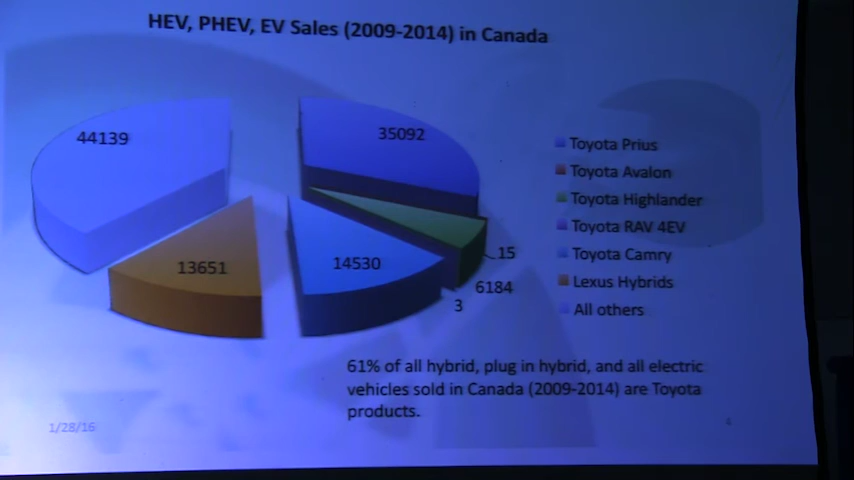 HEV, PHEV, EV Sales (2009-2014) in Canada
44139
35092
13651
14530
15
6184
3
Toyota Prius
Toyota Avalon
Toyota Highlander
Toyota RAV 4EV
Toyota Camry
Lexus Hybrids
All others
61% of all hybrid, plug in hybrid, and all electric
vehicles sold in Canada (2009-2014) are Toyota
products.
1/28/16
4